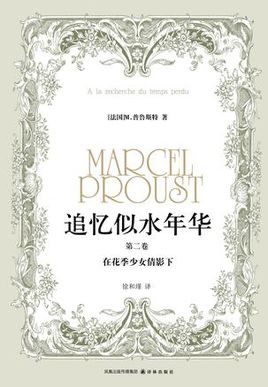 A la recherche du temps perdu
[法国]M.普鲁斯特 著
MARCEL
PROUST
追忆似水年华
第二卷
在花季少女倩影下
徐和瑾 译
凤凰出版传媒集团 译林出版社